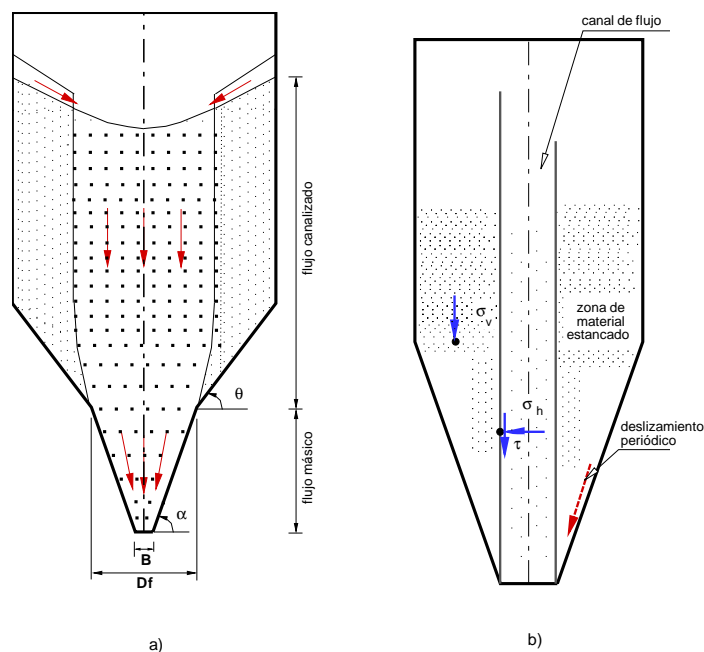 flujo canalizado
flujo másico
θ
α
B
Df
a)
canal de flujo
σv
zona de
material
estancado
σh
τ
deslizamiento
periódico
b)